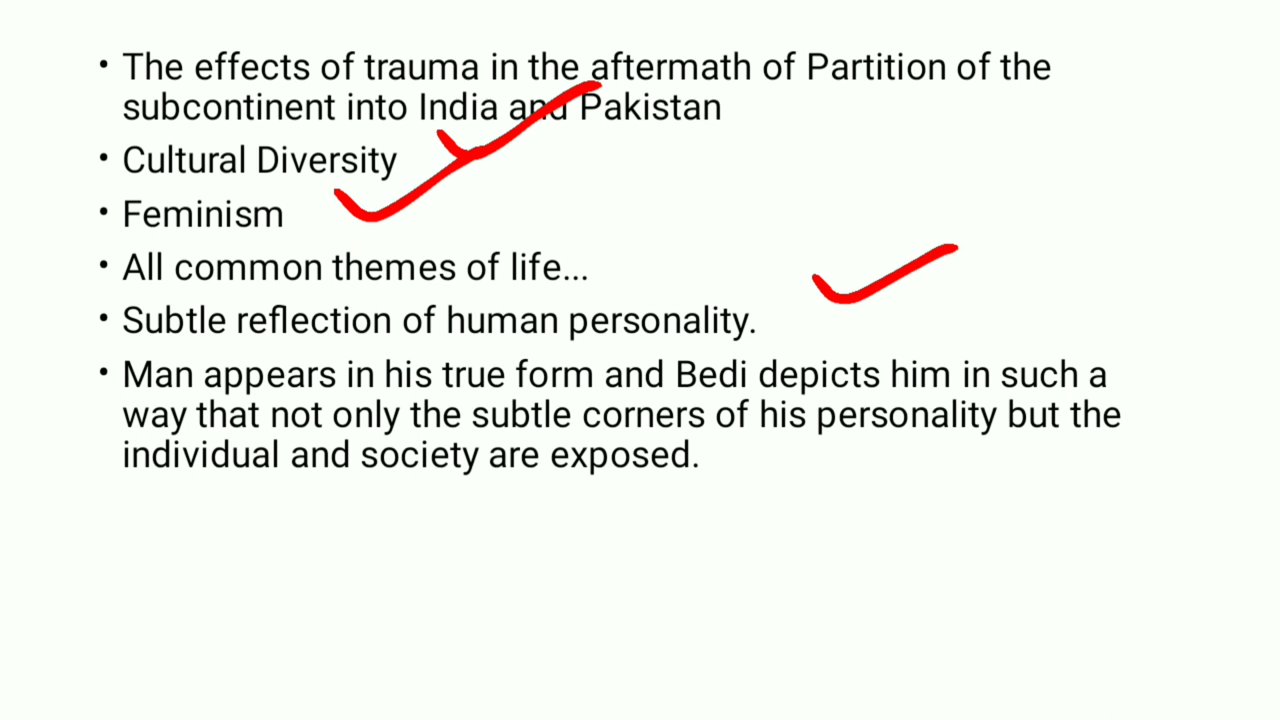 • The effects of trauma in the aftermath of Partition of the
subcontinent into India and Pakistan
• Cultural Diversity
• Feminism
• All common themes of life...
• Subtle reflection of human personality.
• Man appears in his true form and Bedi depicts him in such a
way that not only the subtle corners of his personality but the
individual and society are exposed.